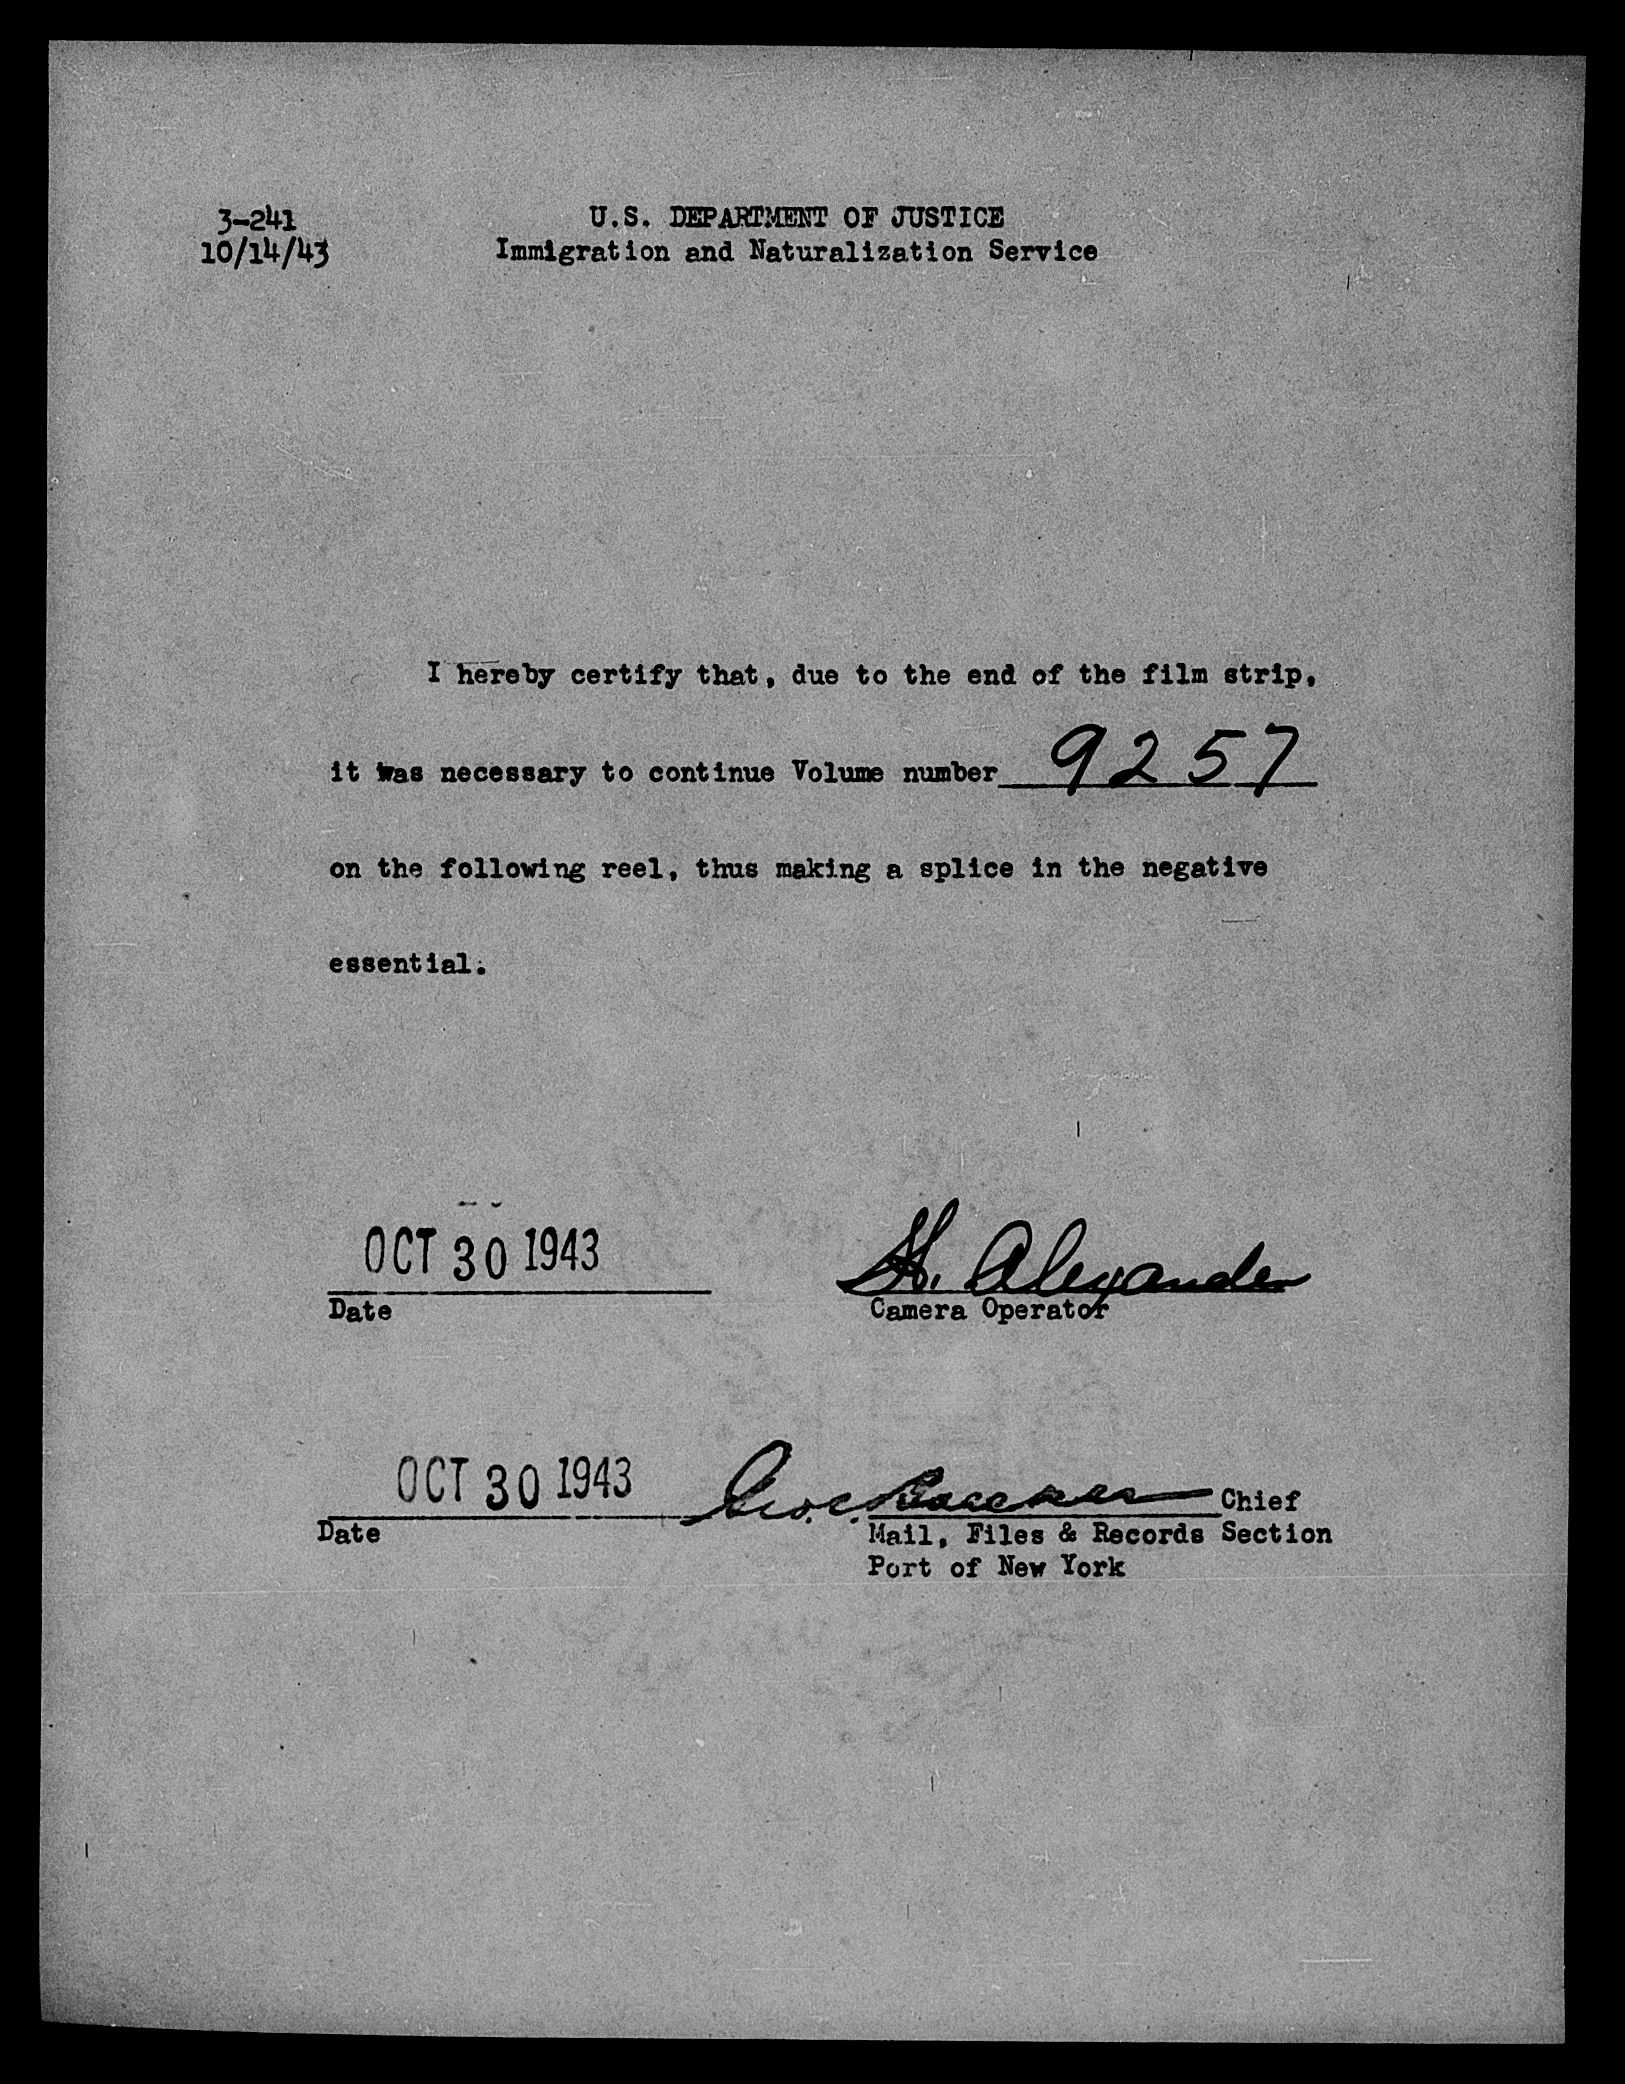 3-241
10/14/43
U.S. DEPARTMENT OF JUSTICE
Immigration and Naturalization Service
I hereby certify that, due to the end of the film strip,
it was necessary to continue Volume number 9257
on the following reel, thus making a splice in the negative
essential.
OCT 30 1943
Date
H. Alexander
Camera Operator
OCT 30 1943
Date
Geo. C. Chief
Mail, Files & Records Section
Port of New York